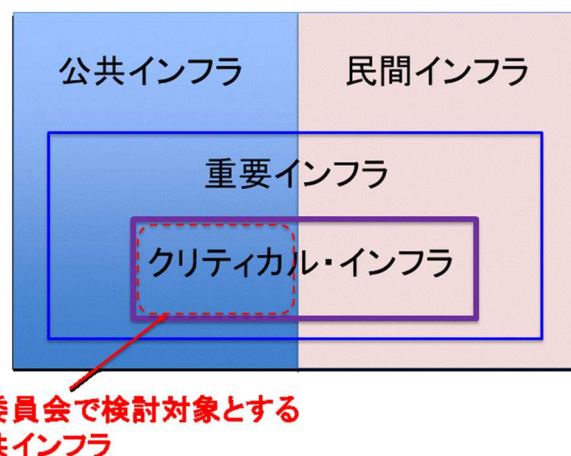 公共インフラ
民間インフラ
重要インフラ
クリティカル・インフラ
委員会で検討対象とする
共インフラ